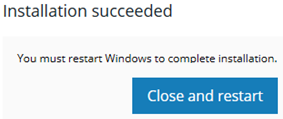 Installation succeeded
You must restart Windows to complete installation.
Close and restart